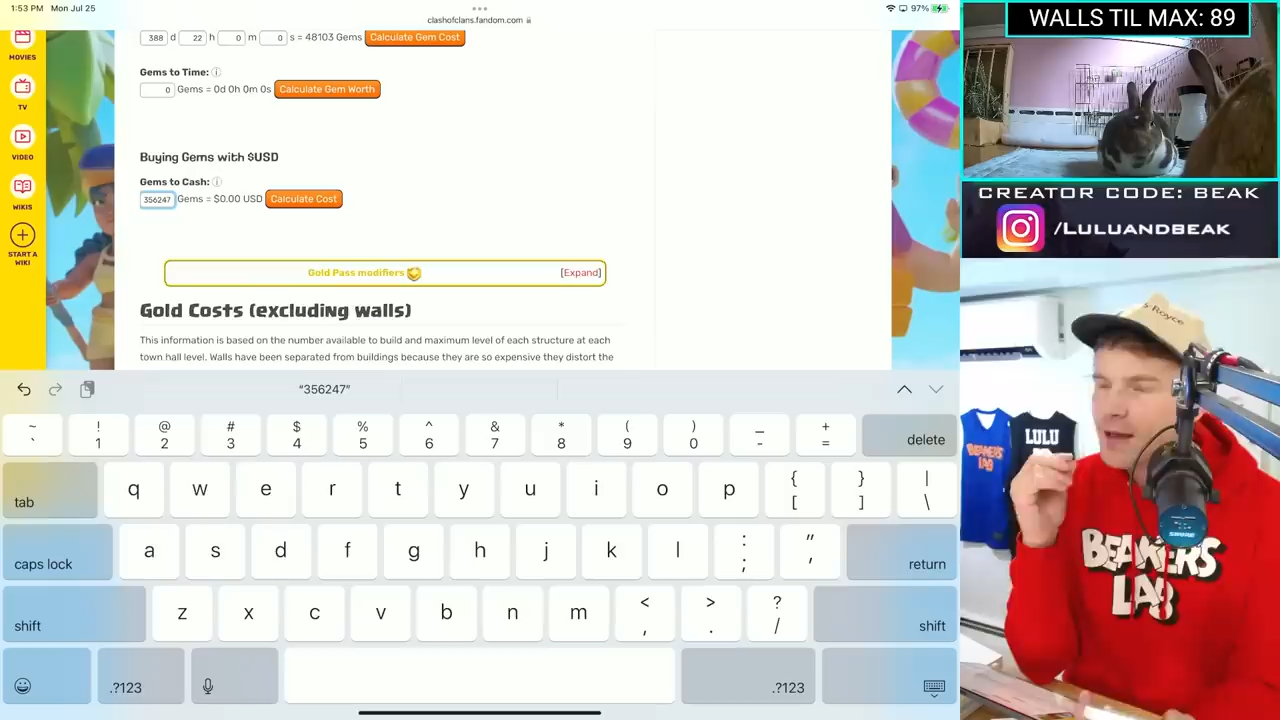 1:53 PM Mon Jul 25
97%
clashofclans.fandom.com
WALLS TIL MAX: 89
MOVIES
TV
VIDEO
WIKIS
START A
WIKI
388 d 22 h 0 m 0 s = 48103 Gems Calculate Gem Cost
Gems to Time:
0 Gems = 0d 0h 0m 0s Calculate Gem Worth
Buying Gems with $USD
Gems to Cash:
356247 Gems = $0.00 USD Calculate Cost
Gold Pass modifiers [Expand]
Gold Costs (excluding walls)
This information is based on the number available to build and maximum level of each structure at each
town hall level. Walls have been separated from buildings because they are so expensive they distort the
CREATOR CODE: BEAK
/LULUANDBEAK
"356247"
~ ! @ # $ % ^ & * ( ) _ +
` 1 2 3 4 5 6 7 8 9 0 - = delete
tab q w e r t y u i o p { [ } ] | \
caps lock a s d f g h j k l : ; " ' return
shift z x c v b n m < , > . ? / shift
.?123 .?123
LULU
BEAKERS
LAB
BEAKERS
LAB
SHURE